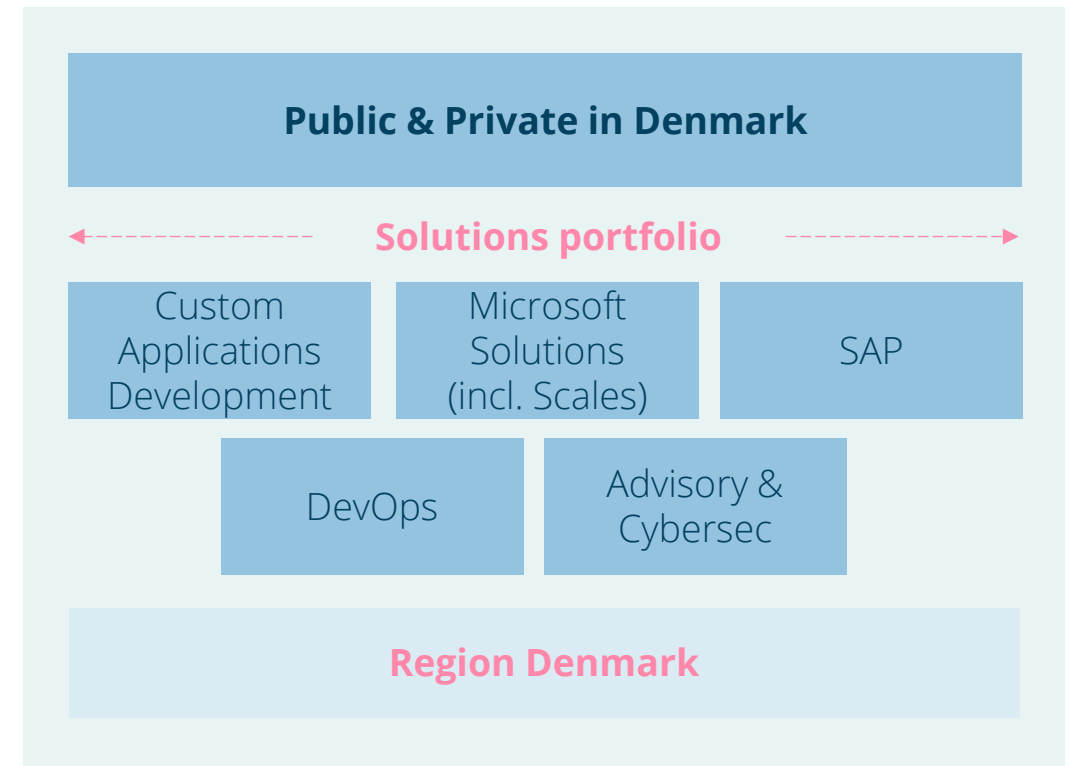 Public & Private in Denmark
Solutions portfolio
Custom
Applications
Development
Microsoft
Solutions
(incl. Scales)
SAP
DevOps
Advisory &
Cybersec
Region Denmark